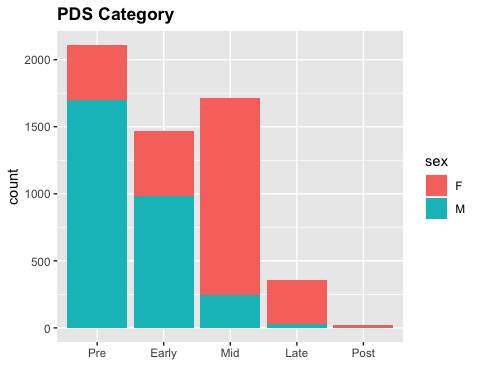 PDS Category
2000
1500
1000
500
0
count
Pre Early Mid Late Post
sex
F
M